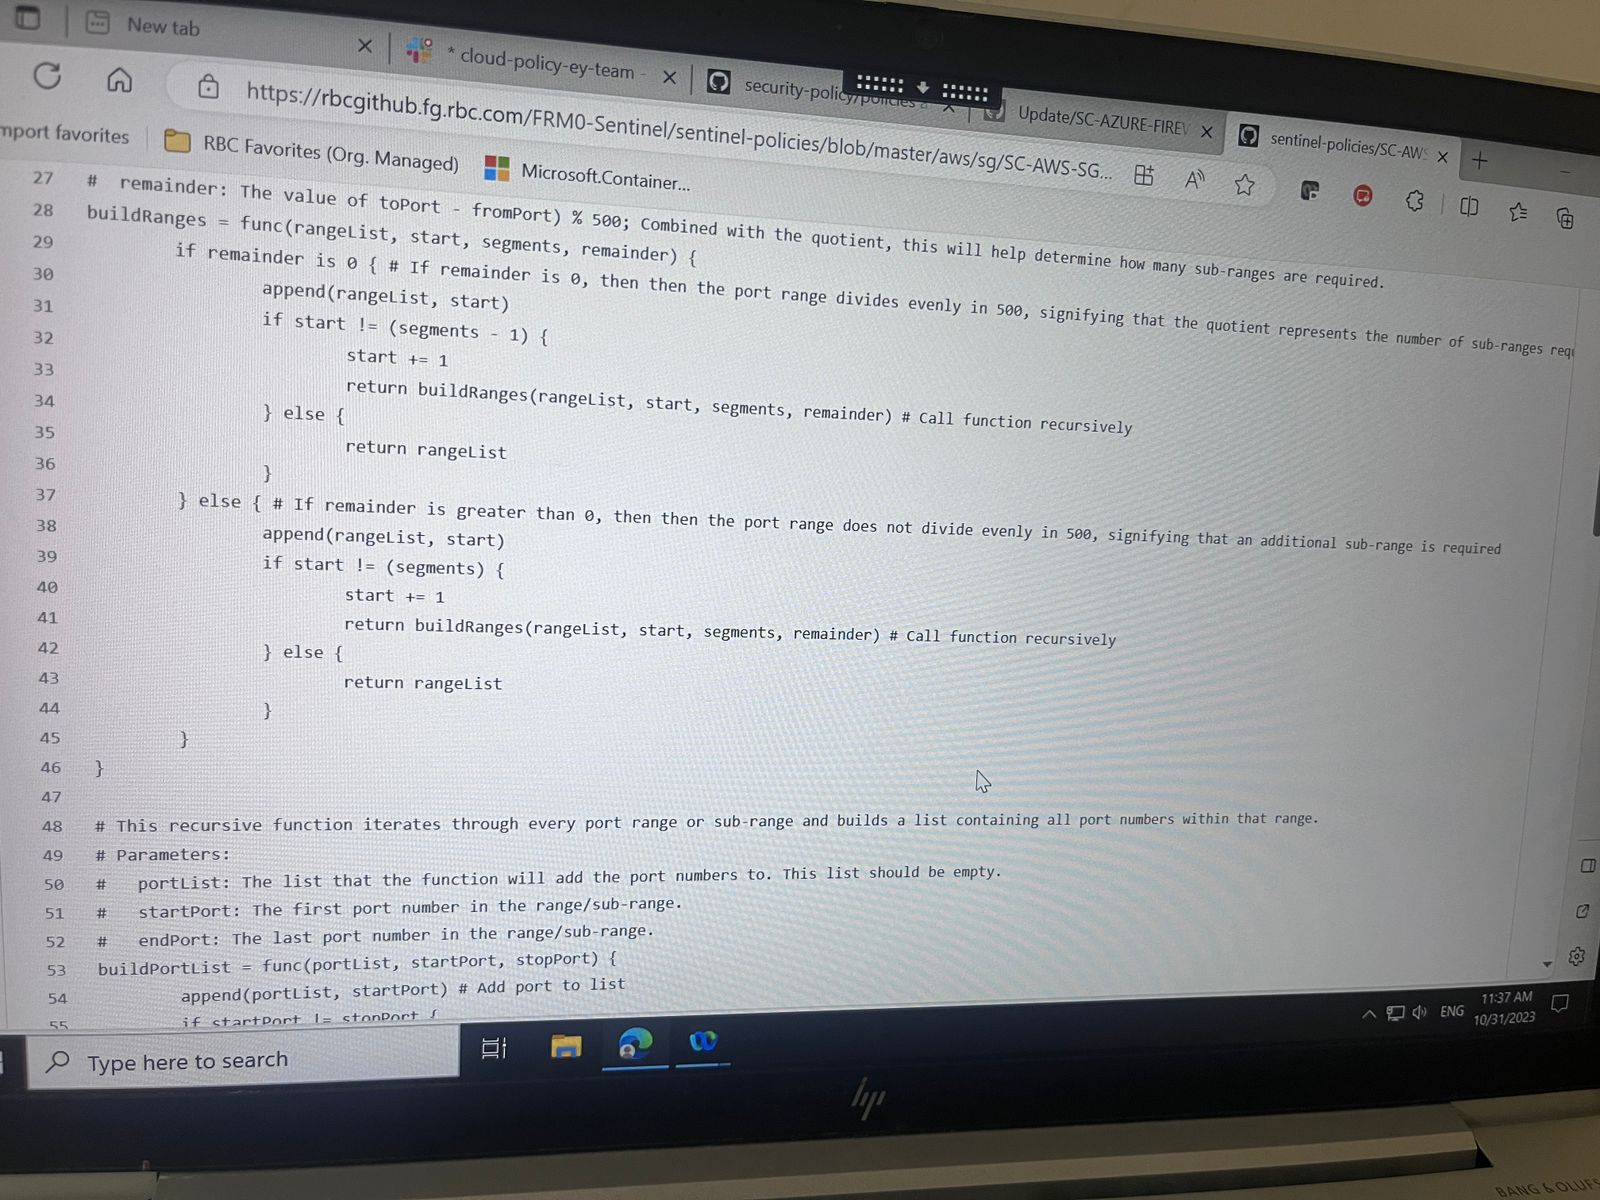 New tab
* cloud-policy-ey-team -
security-policy/policies a
Update/SC-AZURE-FIREV
sentinel-policies/SC-AWS
https://rbcgithub.fg.rbc.com/FRM0-Sentinel/sentinel-policies/blob/master/aws/sg/SC-AWS-SG...
mport favorites
RBC Favorites (Org. Managed)
Microsoft.Container...
27 # remainder: The value of toPort - fromPort) % 500; Combined with the quotient, this will help determine how many sub-ranges are required.
28 buildRanges = func(rangeList, start, segments, remainder) {
29 if remainder is 0 { # If remainder is 0, then then the port range divides evenly in 500, signifying that the quotient represents the number of sub-ranges requ
30 append(rangeList, start)
31 if start != (segments - 1) {
32 start += 1
33 return buildRanges(rangeList, start, segments, remainder) # Call function recursively
34 } else {
35 return rangeList
36 }
37 } else { # If remainder is greater than 0, then then the port range does not divide evenly in 500, signifying that an additional sub-range is required
38 append(rangeList, start)
39 if start != (segments) {
40 start += 1
41 return buildRanges(rangeList, start, segments, remainder) # Call function recursively
42 } else {
43 return rangeList
44 }
45 }
46 }
47
48 # This recursive function iterates through every port range or sub-range and builds a list containing all port numbers within that range.
49 # Parameters:
50 # portList: The list that the function will add the port numbers to. This list should be empty.
51 # startPort: The first port number in the range/sub-range.
52 # endPort: The last port number in the range/sub-range.
53 buildPortList = func(portList, startPort, stopPort) {
54 append(portList, startPort) # Add port to list
55 if startPort != stopPort {
Type here to search
ENG
11:37 AM
10/31/2023
hp
BANG & OLUFS